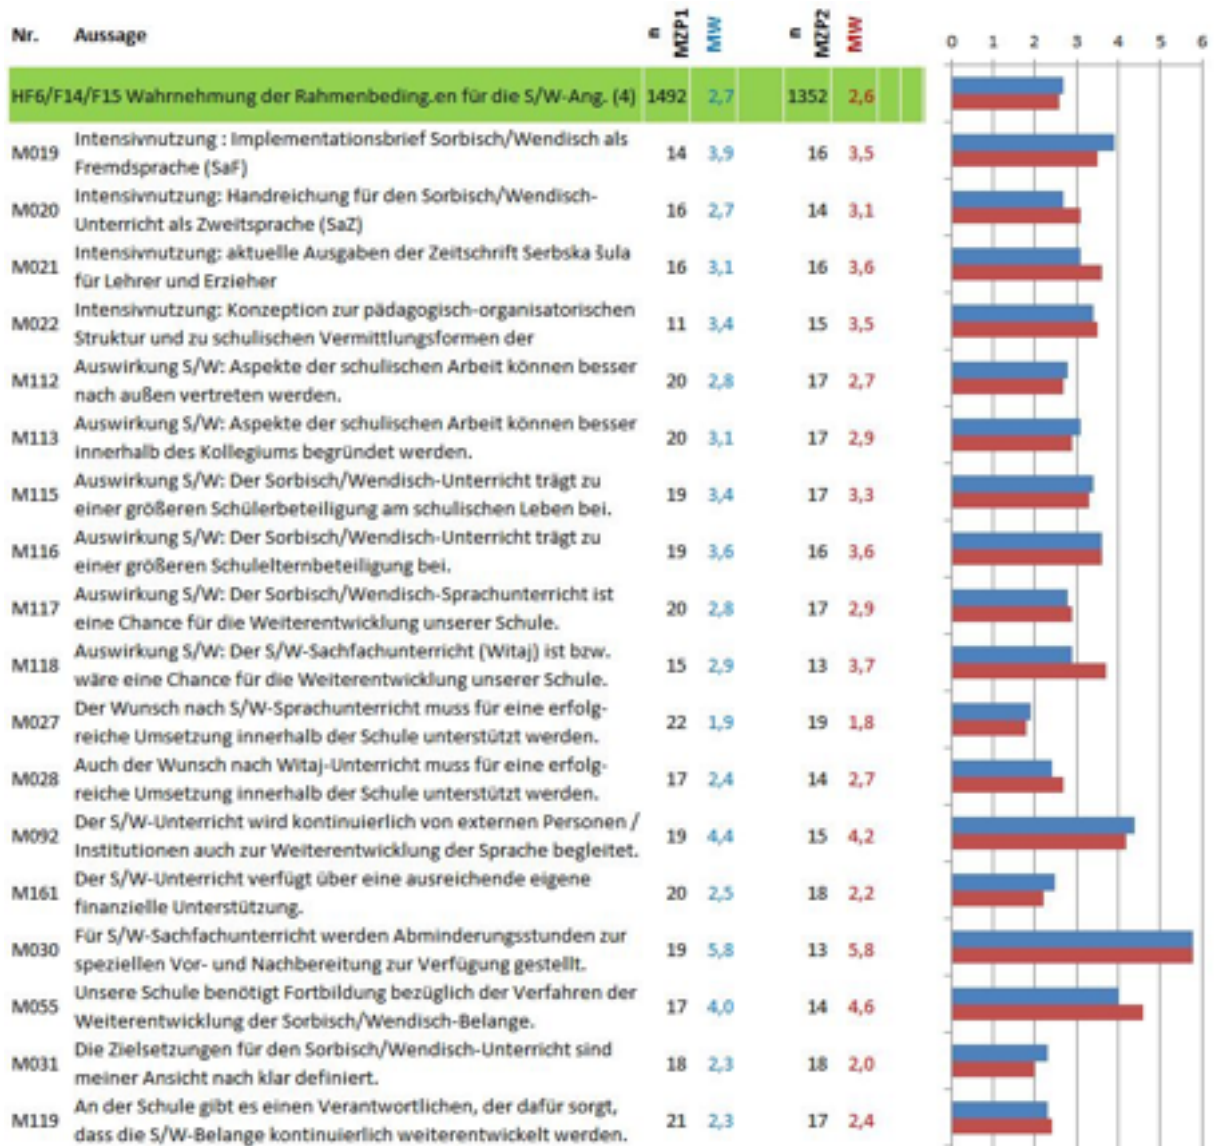 Nr. Aussage n MZP1 MW n MZP2 MW 0 1 2 3 4 5 6
HF6/F14/F15 Wahrnehmung der Rahmenbeding.en für die S/W-Ang. (4) 1492 2,7 1352 2,6
M019 Intensivnutzung : Implementationsbrief Sorbisch/Wendisch als
Fremdsprache (SaF) 14 3,9 16 3,5
M020 Intensivnutzung: Handreichung für den Sorbisch/Wendisch-
Unterricht als Zweitsprache (SaZ) 16 2,7 14 3,1
M021 Intensivnutzung: aktuelle Ausgaben der Zeitschrift Serbska šula
für Lehrer und Erzieher 16 3,1 16 3,6
M022 Intensivnutzung: Konzeption zur pädagogisch-organisatorischen
Struktur und zu schulischen Vermittlungsformen der 11 3,4 15 3,5
M112 Auswirkung S/W: Aspekte der schulischen Arbeit können besser
nach außen vertreten werden. 20 2,8 17 2,7
M113 Auswirkung S/W: Aspekte der schulischen Arbeit können besser
innerhalb des Kollegiums begründet werden. 20 3,1 17 2,9
M115 Auswirkung S/W: Der Sorbisch/Wendisch-Unterricht trägt zu
einer größeren Schülerbeteiligung am schulischen Leben bei. 19 3,4 17 3,3
M116 Auswirkung S/W: Der Sorbisch/Wendisch-Unterricht trägt zu
einer größeren Schulelternbeteiligung bei. 19 3,6 16 3,6
M117 Auswirkung S/W: Der Sorbisch/Wendisch-Sprachunterricht ist
eine Chance für die Weiterentwicklung unserer Schule. 20 2,8 17 2,9
M118 Auswirkung S/W: Der S/W-Sachfachunterricht (Witaj) ist bzw.
wäre eine Chance für die Weiterentwicklung unserer Schule. 15 2,9 13 3,7
M027 Der Wunsch nach S/W-Sprachunterricht muss für eine erfolg-
reiche Umsetzung innerhalb der Schule unterstützt werden. 22 1,9 19 1,8
M028 Auch der Wunsch nach Witaj-Unterricht muss für eine erfolg-
reiche Umsetzung innerhalb der Schule unterstützt werden. 17 2,4 14 2,7
M092 Der S/W-Unterricht wird kontinuierlich von externen Personen /
Institutionen auch zur Weiterentwicklung der Sprache begleitet. 19 4,4 15 4,2
M161 Der S/W-Unterricht verfügt über eine ausreichende eigene
finanzielle Unterstützung. 20 2,5 18 2,2
M030 Für S/W-Sachfachunterricht werden Abminderungsstunden zur
speziellen Vor- und Nachbereitung zur Verfügung gestellt. 19 5,8 13 5,8
M055 Unsere Schule benötigt Fortbildung bezüglich der Verfahren der
Weiterentwicklung der Sorbisch/Wendisch-Belange. 17 4,0 14 4,6
M031 Die Zielsetzungen für den Sorbisch/Wendisch-Unterricht sind
meiner Ansicht nach klar definiert. 18 2,3 18 2,0
M119 An der Schule gibt es einen Verantwortlichen, der dafür sorgt,
dass die S/W-Belange kontinuierlich weiterentwickelt werden. 21 2,3 17 2,4